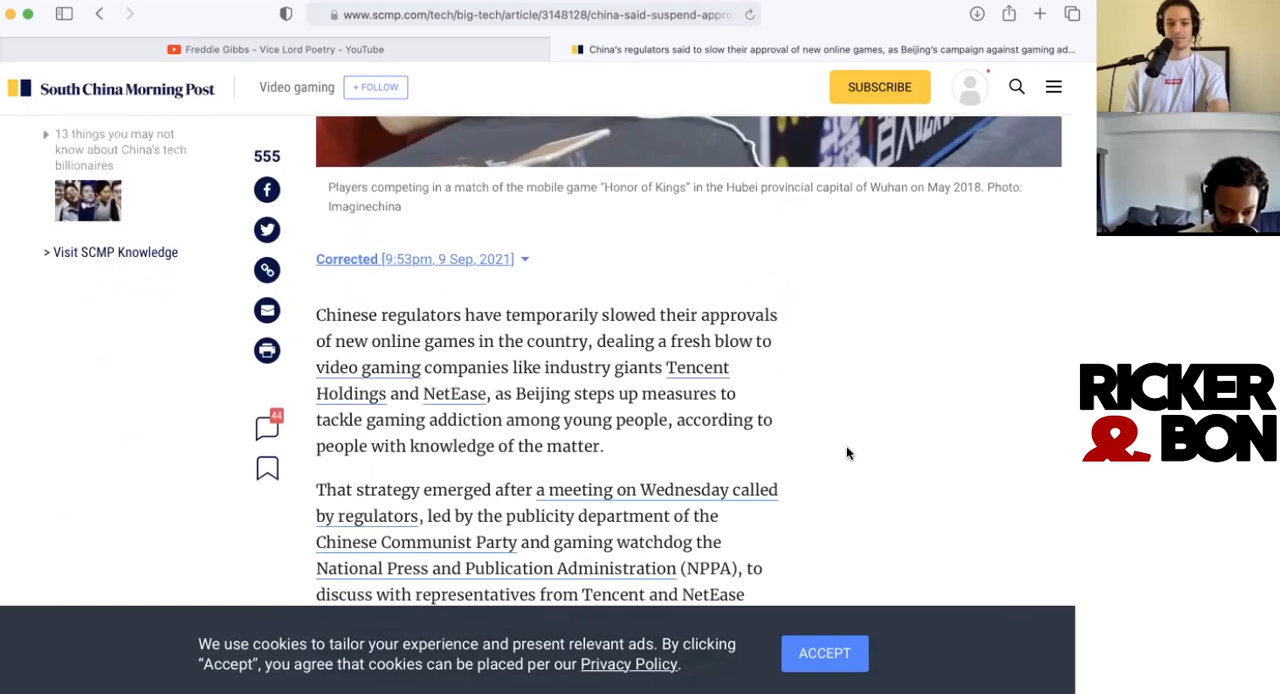 www.scmp.com/tech/big-tech/article/3148128/china-said-suspend-appro
Freddie Gibbs - Vice Lord Poetry - YouTube
China's regulators said to slow their approval of new online games, as Beijing's campaign against gaming ad...
South China Morning Post
Video gaming
+ FOLLOW
SUBSCRIBE
13 things you may not
know about China's tech
billionaires
> Visit SCMP Knowledge
555
44
Players competing in a match of the mobile game "Honor of Kings" in the Hubei provincial capital of Wuhan on May 2018. Photo:
Imaginechina
Corrected [9:53pm, 9 Sep, 2021]
Chinese regulators have temporarily slowed their approvals
of new online games in the country, dealing a fresh blow to
video gaming companies like industry giants Tencent
Holdings and NetEase, as Beijing steps up measures to
tackle gaming addiction among young people, according to
people with knowledge of the matter.
That strategy emerged after a meeting on Wednesday called
by regulators, led by the publicity department of the
Chinese Communist Party and gaming watchdog the
National Press and Publication Administration (NPPA), to
discuss with representatives from Tencent and NetEase
We use cookies to tailor your experience and present relevant ads. By clicking
“Accept”, you agree that cookies can be placed per our Privacy Policy.
ACCEPT
RICKER
& BON